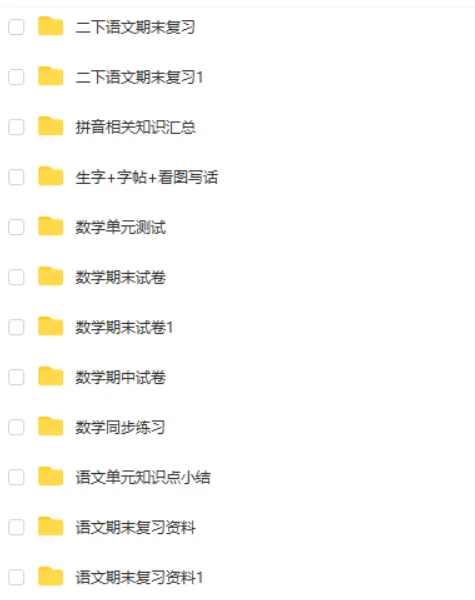 二下语文期末复习
二下语文期末复习1
拼音相关知识汇总
生字+字帖+看图写话
数学单元测试
数学期末试卷
数学期末试卷1
数学期中试卷
数学同步练习
语文单元知识点小结
语文期末复习资料
语文期末复习资料1